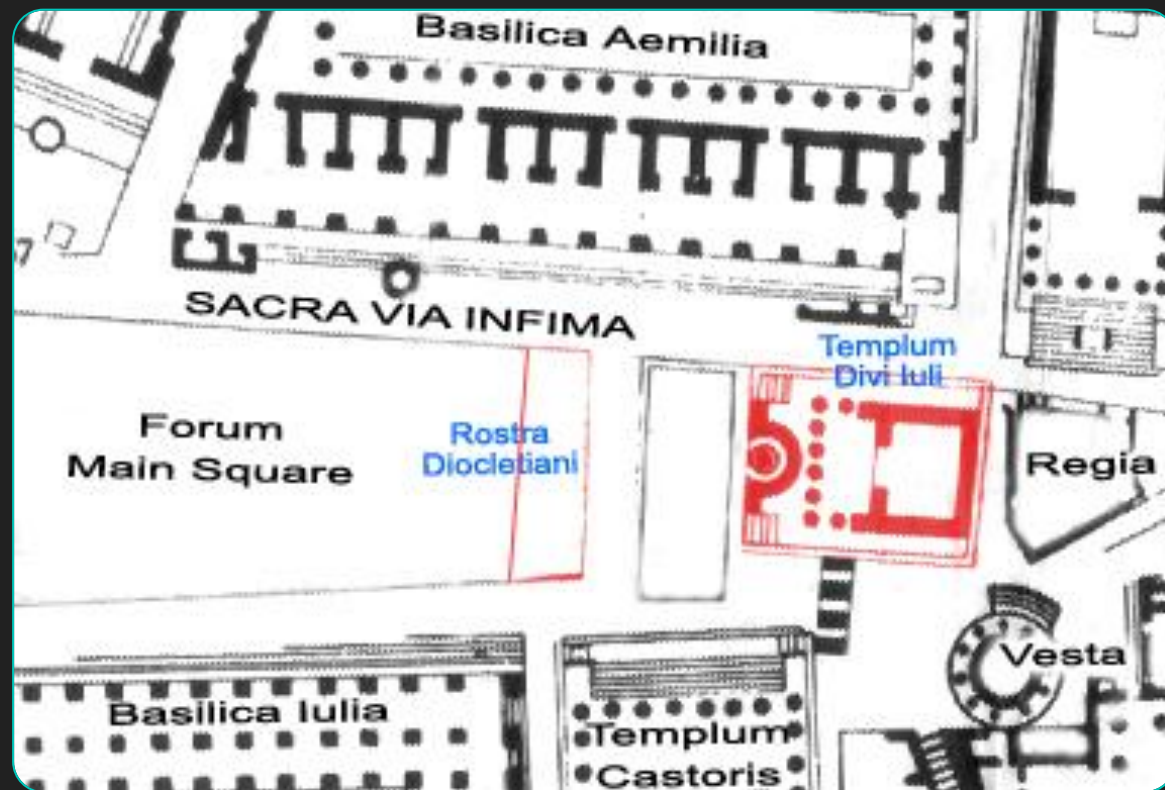 Basilica Aemilia
SACRA VIA INFIMA
Templum
Divi Iuli
Forum
Main Square
Rostra
Diocletiani
Regia
Vesta
Basilica Iulia
Templum
Castoris